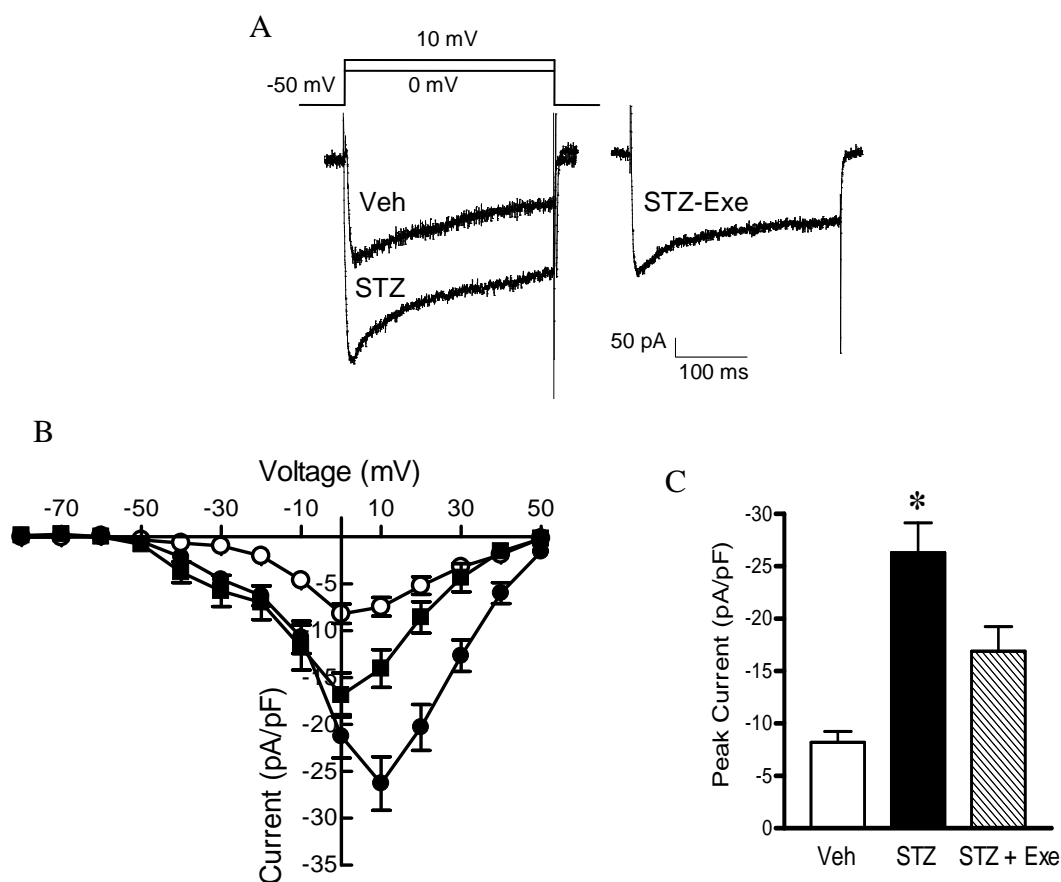 A
10 mV
-50 mV
0 mV
Veh
STZ
STZ-Exe
50 pA
100 ms
B
Voltage (mV)
-70
-50
-30
-10
10
30
50
-5
10
-15
-20
-25
-30
-35
Current (pA/pF)
C
*
-30
-25
-20
-15
-10
-5
0
Peak Current (pA/pF)
Veh
STZ
STZ + Exe